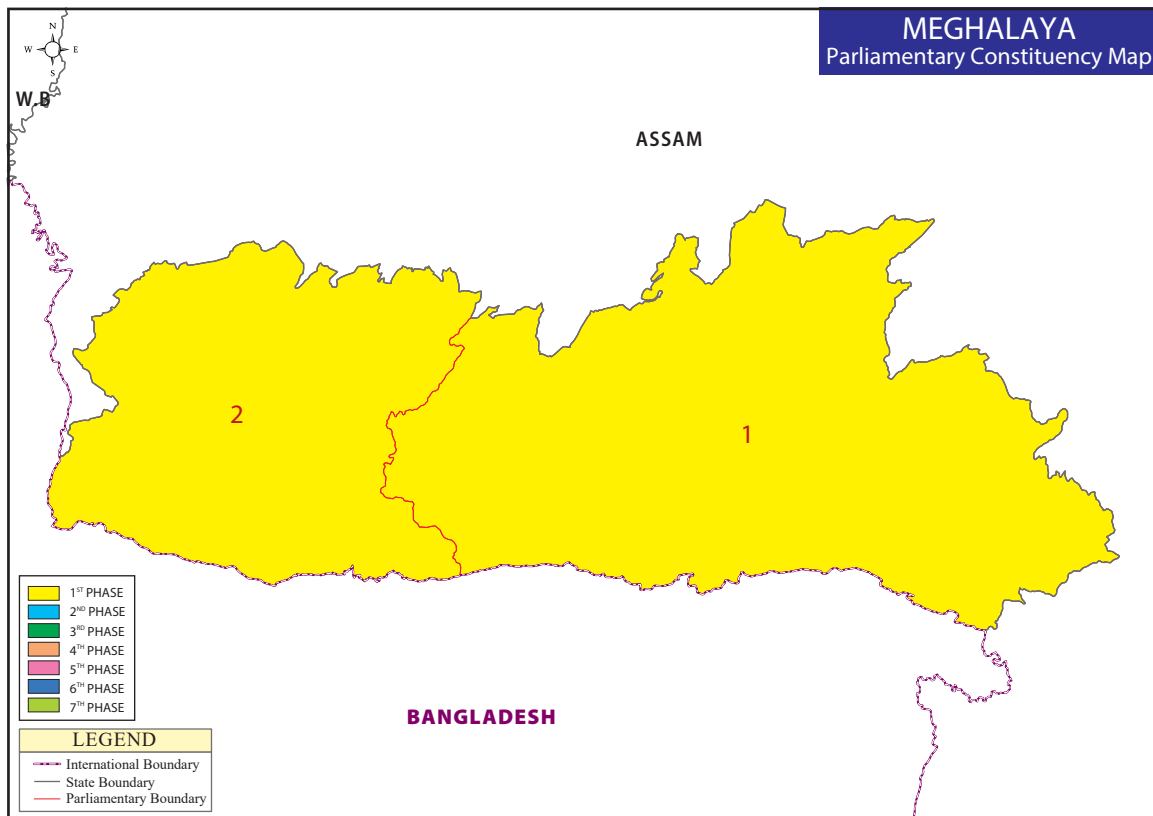 MEGHALAYA
Parliamentary Constituency Map
N
W E
S
W.B
ASSAM
2
1
1ST PHASE
2ND PHASE
3RD PHASE
4TH PHASE
5TH PHASE
6TH PHASE
7TH PHASE
BANGLADESH
LEGEND
International Boundary
State Boundary
Parliamentary Boundary